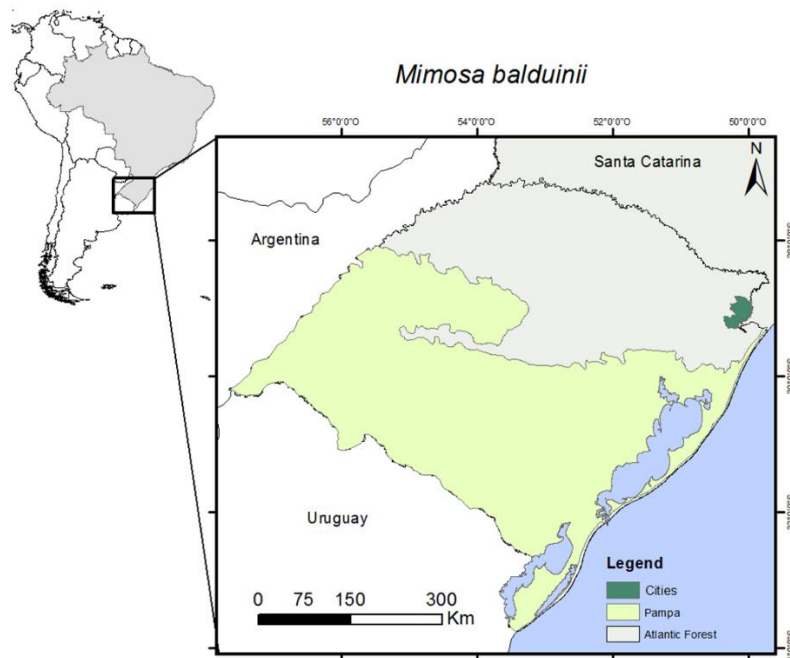 Mimosa balduinii
56°0'0"O 54°0'0"O 52°0'0"O 50°0'0"O
N
Santa Catarina
Argentina
Uruguay
Legend
Cities
Pampa
Atlantic Forest
0 75 150 300
Km